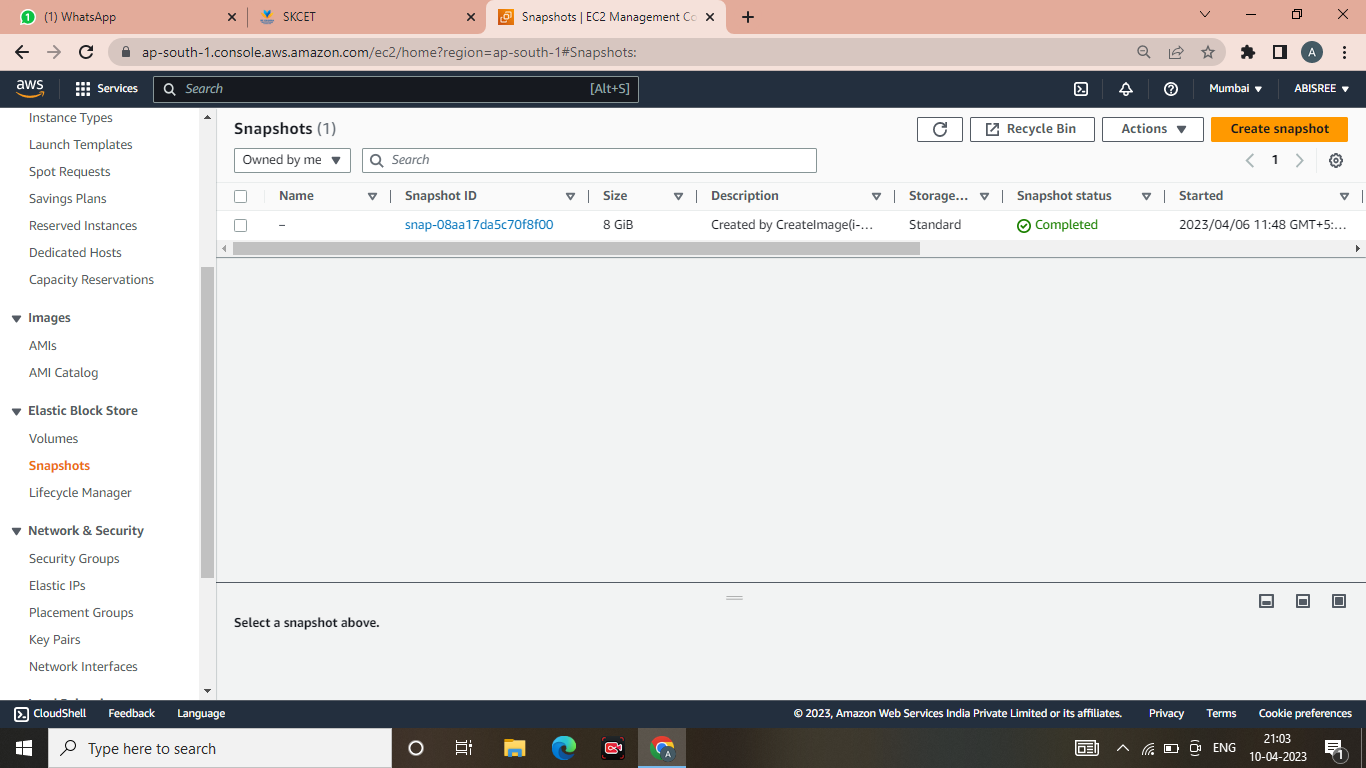 (1) WhatsApp
SKCET
Snapshots | EC2 Management Co
ap-south-1.console.aws.amazon.com/ec2/home?region=ap-south-1#Snapshots:
A
aws
Services
Search
[Alt+S]
Mumbai
ABISREE
Instance Types
Launch Templates
Spot Requests
Savings Plans
Reserved Instances
Dedicated Hosts
Capacity Reservations
Images
AMIs
AMI Catalog
Elastic Block Store
Volumes
Snapshots
Lifecycle Manager
Network & Security
Security Groups
Elastic IPs
Placement Groups
Key Pairs
Network Interfaces
Snapshots (1)
Recycle Bin
Actions
Create snapshot
Owned by me
Search
1
Name Snapshot ID Size Description Storage... Snapshot status Started
– snap-08aa17da5c70f8f00 8 GiB Created by CreateImage(i-... Standard Completed 2023/04/06 11:48 GMT+5:...
Select a snapshot above.
CloudShell Feedback Language
© 2023, Amazon Web Services India Private Limited or its affiliates. Privacy Terms Cookie preferences
Type here to search
ENG
21:03
10-04-2023
1